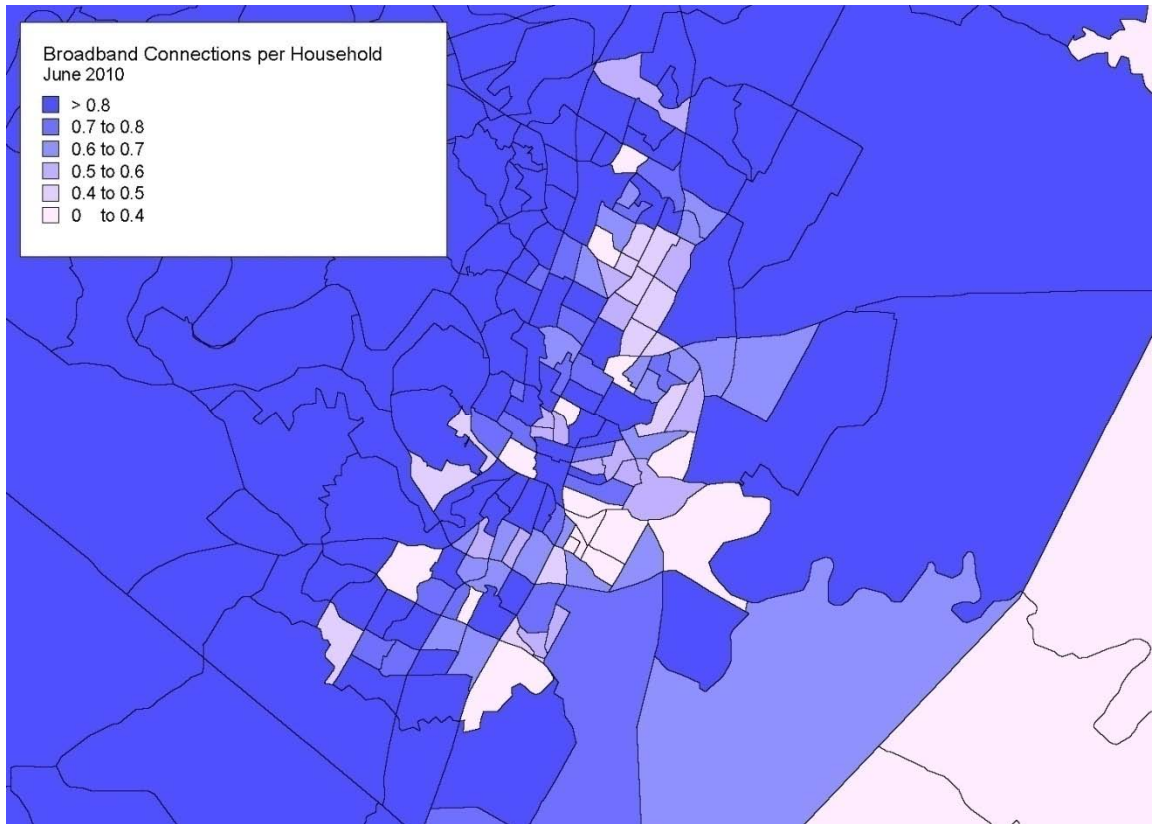 Broadband Connections per Household
June 2010
> 0.8
0.7 to 0.8
0.6 to 0.7
0.5 to 0.6
0.4 to 0.5
0 to 0.4